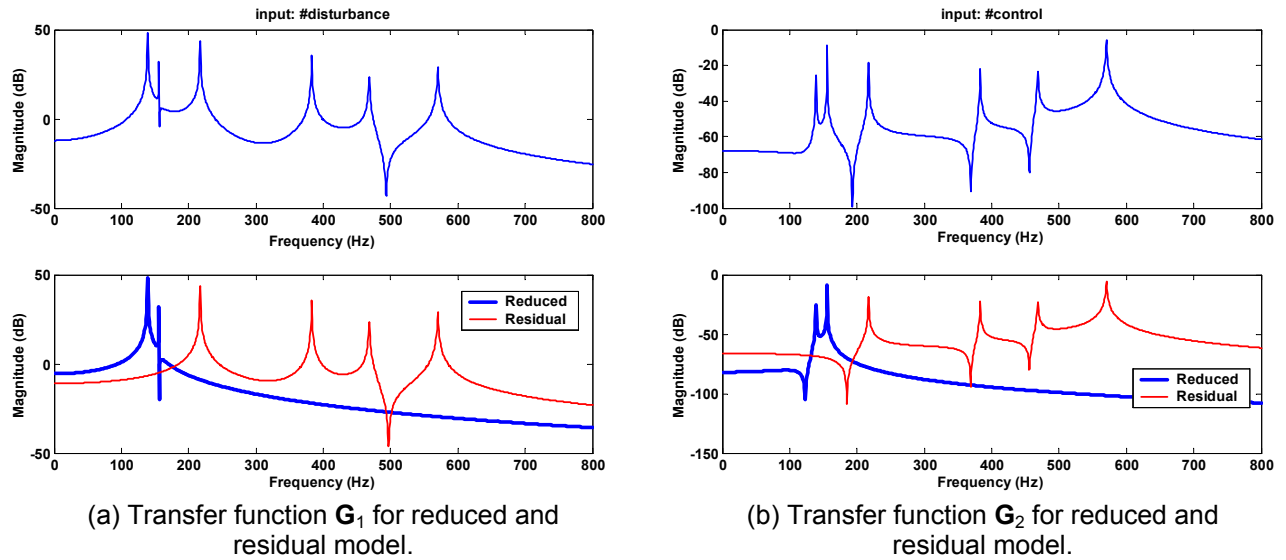 input: #disturbance
50
0
-50
Magnitude (dB)
0 100 200 300 400 500 600 700 800
Frequency (Hz)
input: #control
0
-20
-40
-60
-80
-100
Magnitude (dB)
0 100 200 300 400 500 600 700 800
Frequency (Hz)
50
0
-50
Magnitude (dB)
Reduced
Residual
0 100 200 300 400 500 600 700 800
Frequency (Hz)
0
-50
-100
-150
Magnitude (dB)
Reduced
Residual
0 100 200 300 400 500 600 700 800
Frequency (Hz)
(a) Transfer function G1 for reduced and
residual model.
(b) Transfer function G2 for reduced and
residual model.